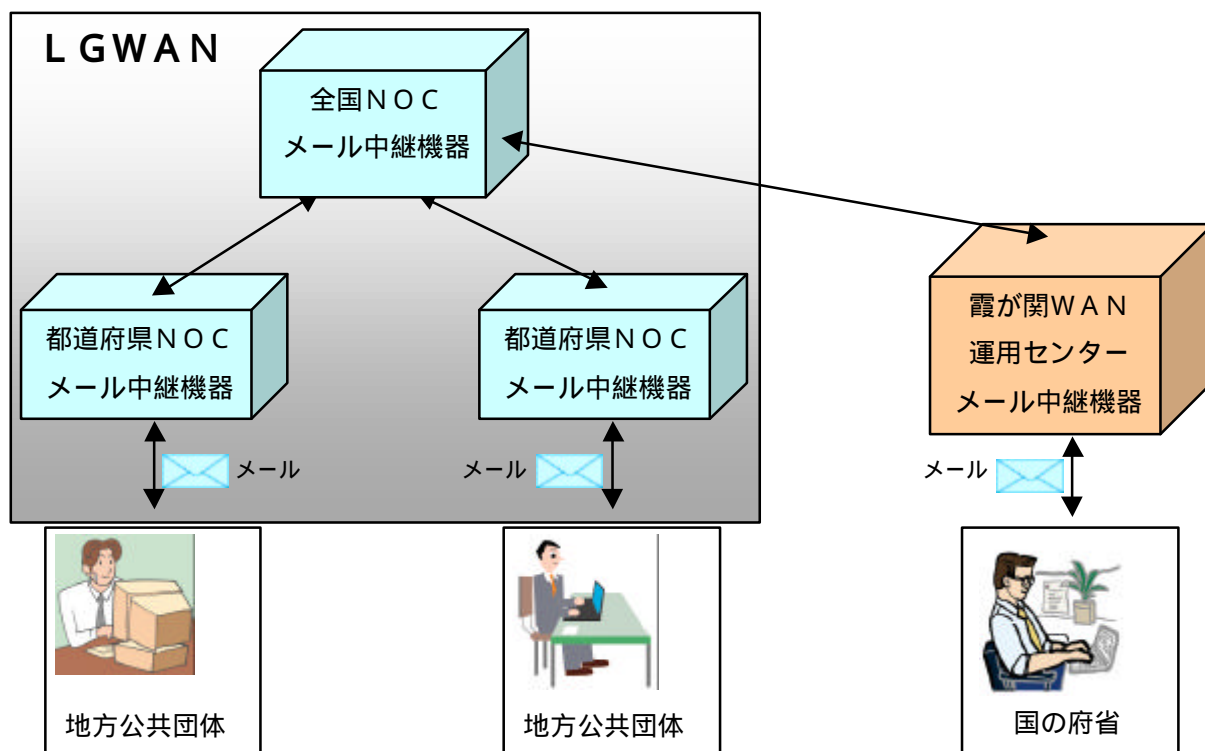 ＬＧＷＡＮ
全国ＮＯＣ
メール中継機器
都道府県ＮＯＣ
メール中継機器
都道府県ＮＯＣ
メール中継機器
霞が関ＷＡＮ
運用センター
メール中継機器
メール
メール
メール
地方公共団体
地方公共団体
国の府省